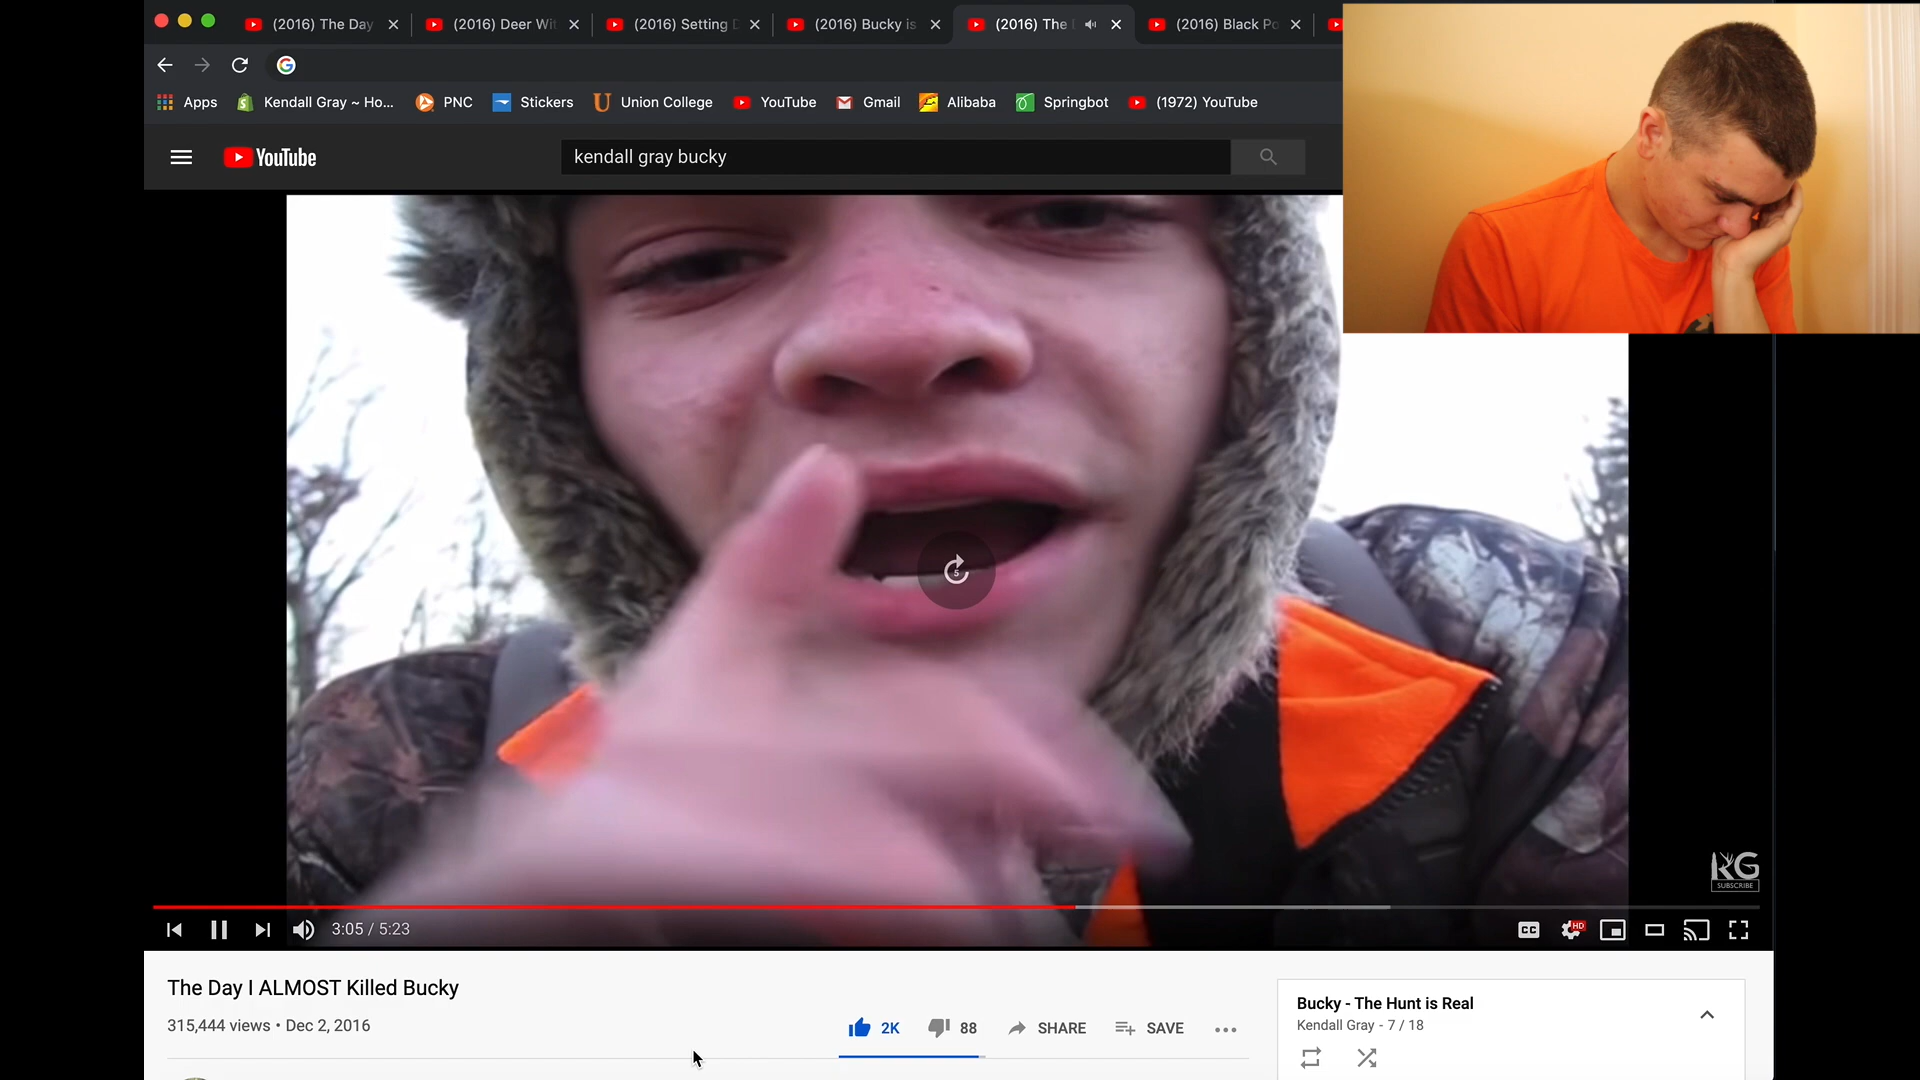 (2016) The Day
(2016) Deer Wit
(2016) Setting D
(2016) Bucky is
(2016) The
(2016) Black Po
Apps
Kendall Gray ~ Ho...
PNC
Stickers
Union College
YouTube
Gmail
Alibaba
Springbot
(1972) YouTube
YouTube
kendall gray bucky
5
KG
SUBSCRIBE
3:05 / 5:23
CC
HD
The Day I ALMOST Killed Bucky
315,444 views • Dec 2, 2016
2K
88
SHARE
SAVE
Bucky - The Hunt is Real
Kendall Gray - 7 / 18